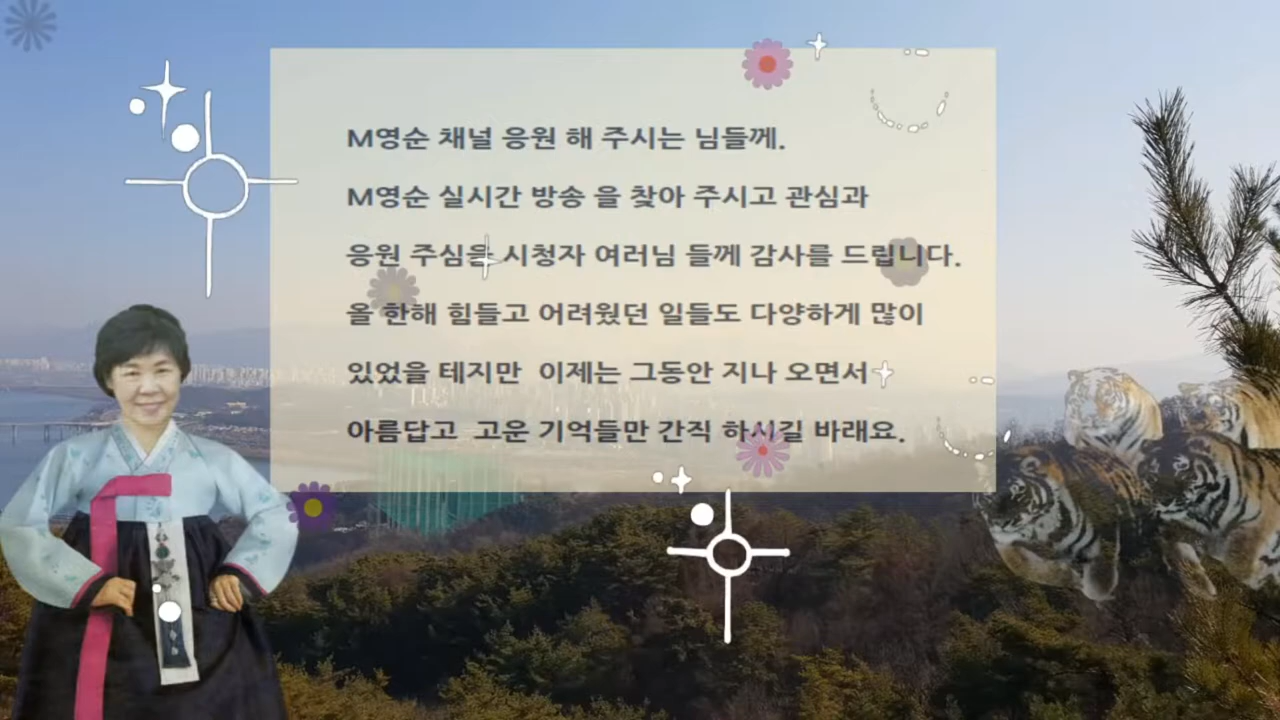 M영순 채널 응원 해 주시는 님들께.
M영순 실시간 방송 을 찾아 주시고 관심과
응원 주심을 시청자 여러님 들께 감사를 드립니다.
올 한해 힘들고 어려웠던 일들도 다양하게 많이
있었을 테지만 이제는 그동안 지나 오면서
아름답고 고운 기억들만 간직 하시길 바래요.